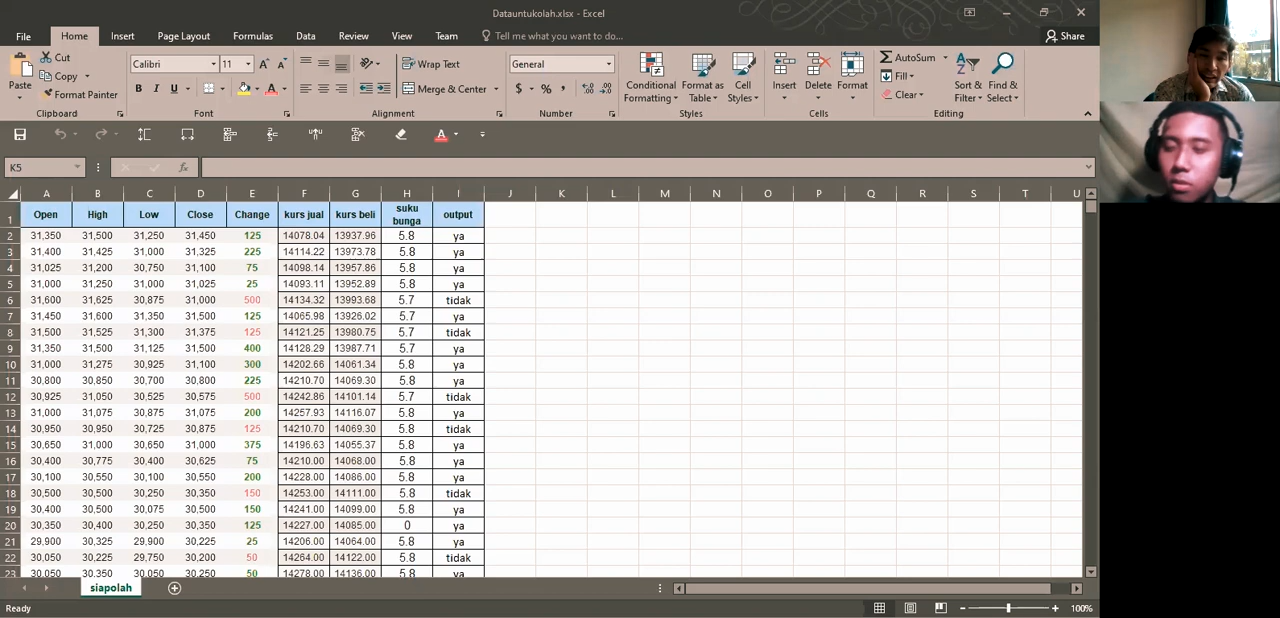 Datauntukolah.xlsx - Excel
File Home Insert Page Layout Formulas Data Review View Team Tell me what you want to do... Share
Paste Cut Copy Format Painter Clipboard
Calibri 11 A A B I U A Font
Wrap Text Merge & Center Alignment
General $ % , Number
Conditional Formatting Format as Table Cell Styles Styles
Insert Delete Format Cells
AutoSum Fill Clear Sort & Filter Find & Select Editing
K5 fx
A B C D E F G H I J K L M N O P Q R S T U
1 Open High Low Close Change kurs jual kurs beli suku bunga output
2 31,350 31,500 31,250 31,450 125 14078.04 13937.96 5.8 ya
3 31,400 31,425 31,000 31,325 225 14114.22 13973.78 5.8 ya
4 31,025 31,200 30,750 31,100 75 14098.14 13957.86 5.8 ya
5 31,000 31,250 31,000 31,025 25 14093.11 13952.89 5.8 ya
6 31,600 31,625 30,875 31,000 500 14134.32 13993.68 5.7 tidak
7 31,450 31,600 31,350 31,500 125 14065.98 13926.02 5.7 ya
8 31,500 31,525 31,300 31,375 125 14121.25 13980.75 5.7 tidak
9 31,350 31,500 31,125 31,500 400 14128.29 13987.71 5.7 ya
10 31,000 31,275 30,925 31,100 300 14202.66 14061.34 5.8 ya
11 30,800 30,850 30,700 30,800 225 14210.70 14069.30 5.8 ya
12 30,925 31,050 30,525 30,575 500 14242.86 14101.14 5.7 tidak
13 31,000 31,075 30,875 31,075 200 14257.93 14116.07 5.8 ya
14 30,950 30,950 30,725 30,875 125 14210.70 14069.30 5.8 tidak
15 30,650 31,000 30,650 31,000 375 14196.63 14055.37 5.8 ya
16 30,400 30,775 30,400 30,625 75 14210.00 14068.00 5.8 ya
17 30,100 30,550 30,100 30,550 200 14228.00 14086.00 5.8 ya
18 30,500 30,500 30,250 30,350 150 14253.00 14111.00 5.8 tidak
19 30,400 30,500 30,075 30,500 150 14241.00 14099.00 5.8 ya
20 30,350 30,400 30,250 30,350 125 14227.00 14085.00 0 ya
21 29,900 30,325 29,900 30,225 25 14206.00 14064.00 5.8 ya
22 30,050 30,225 29,750 30,200 50 14264.00 14122.00 5.8 tidak
23 30,050 30,350 30,050 30,250 50 14278.00 14136.00 5.8 ya
siapolah
Ready 100%